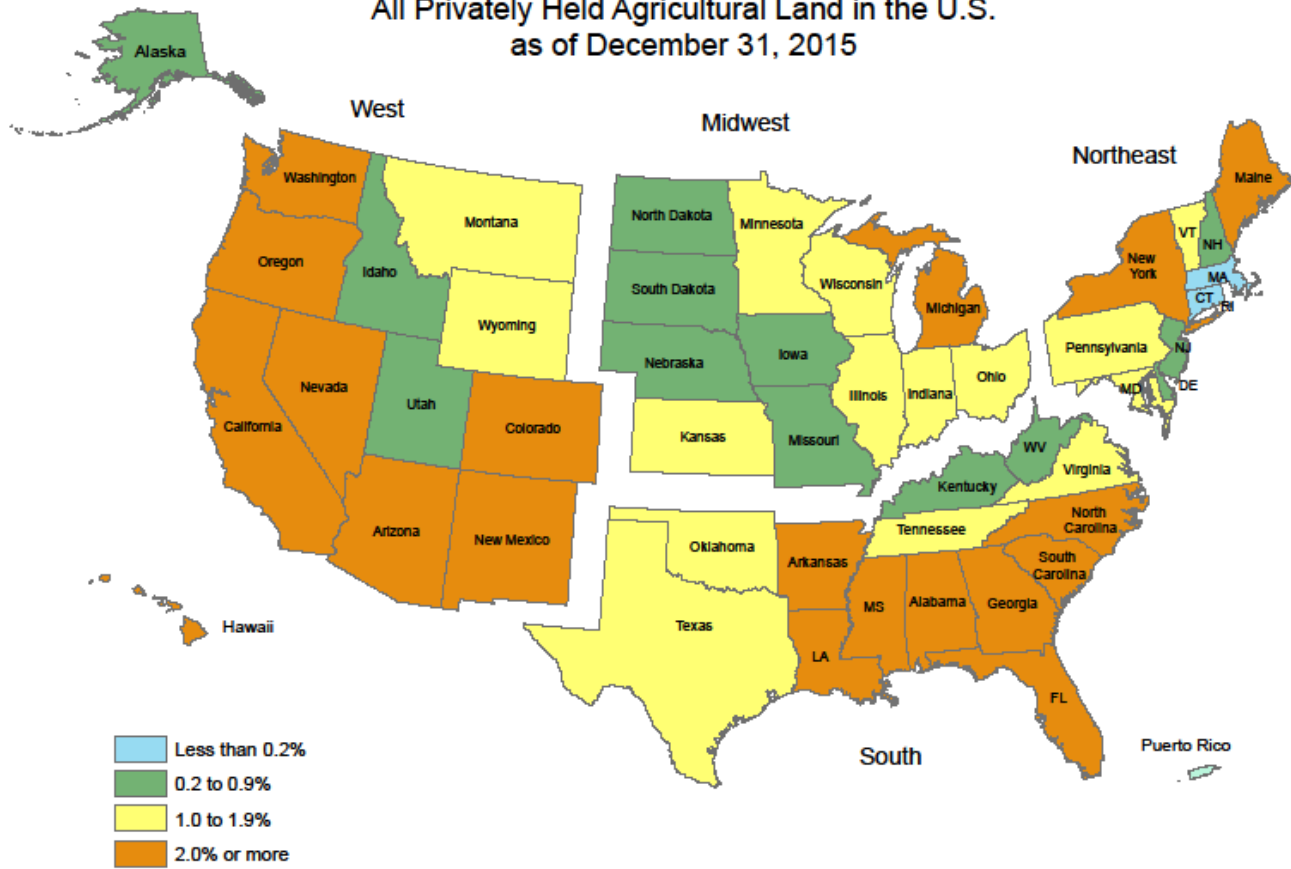 All Privately Held Agricultural Land in the U.S.
as of December 31, 2015
Alaska
West
Midwest
Northeast
Washington
Montana
Oregon
Idaho
Wyoming
Nevada
Utah
California
Colorado
Arizona
New Mexico
Hawaii
North Dakota
Minnesota
South Dakota
Wisconsin
Michigan
Nebraska
Iowa
Illinois
Indiana
Ohio
Kansas
Missouri
Maine
VT
NH
New
York
MA
CT
RI
Pennsylvania
NJ
MD
DE
WV
Virginia
Kentucky
North
Carolina
Tennessee
South
Carolina
Oklahoma
Arkansas
Texas
MS
Alabama
Georgia
LA
FL
South
Puerto Rico
Less than 0.2%
0.2 to 0.9%
1.0 to 1.9%
2.0% or more